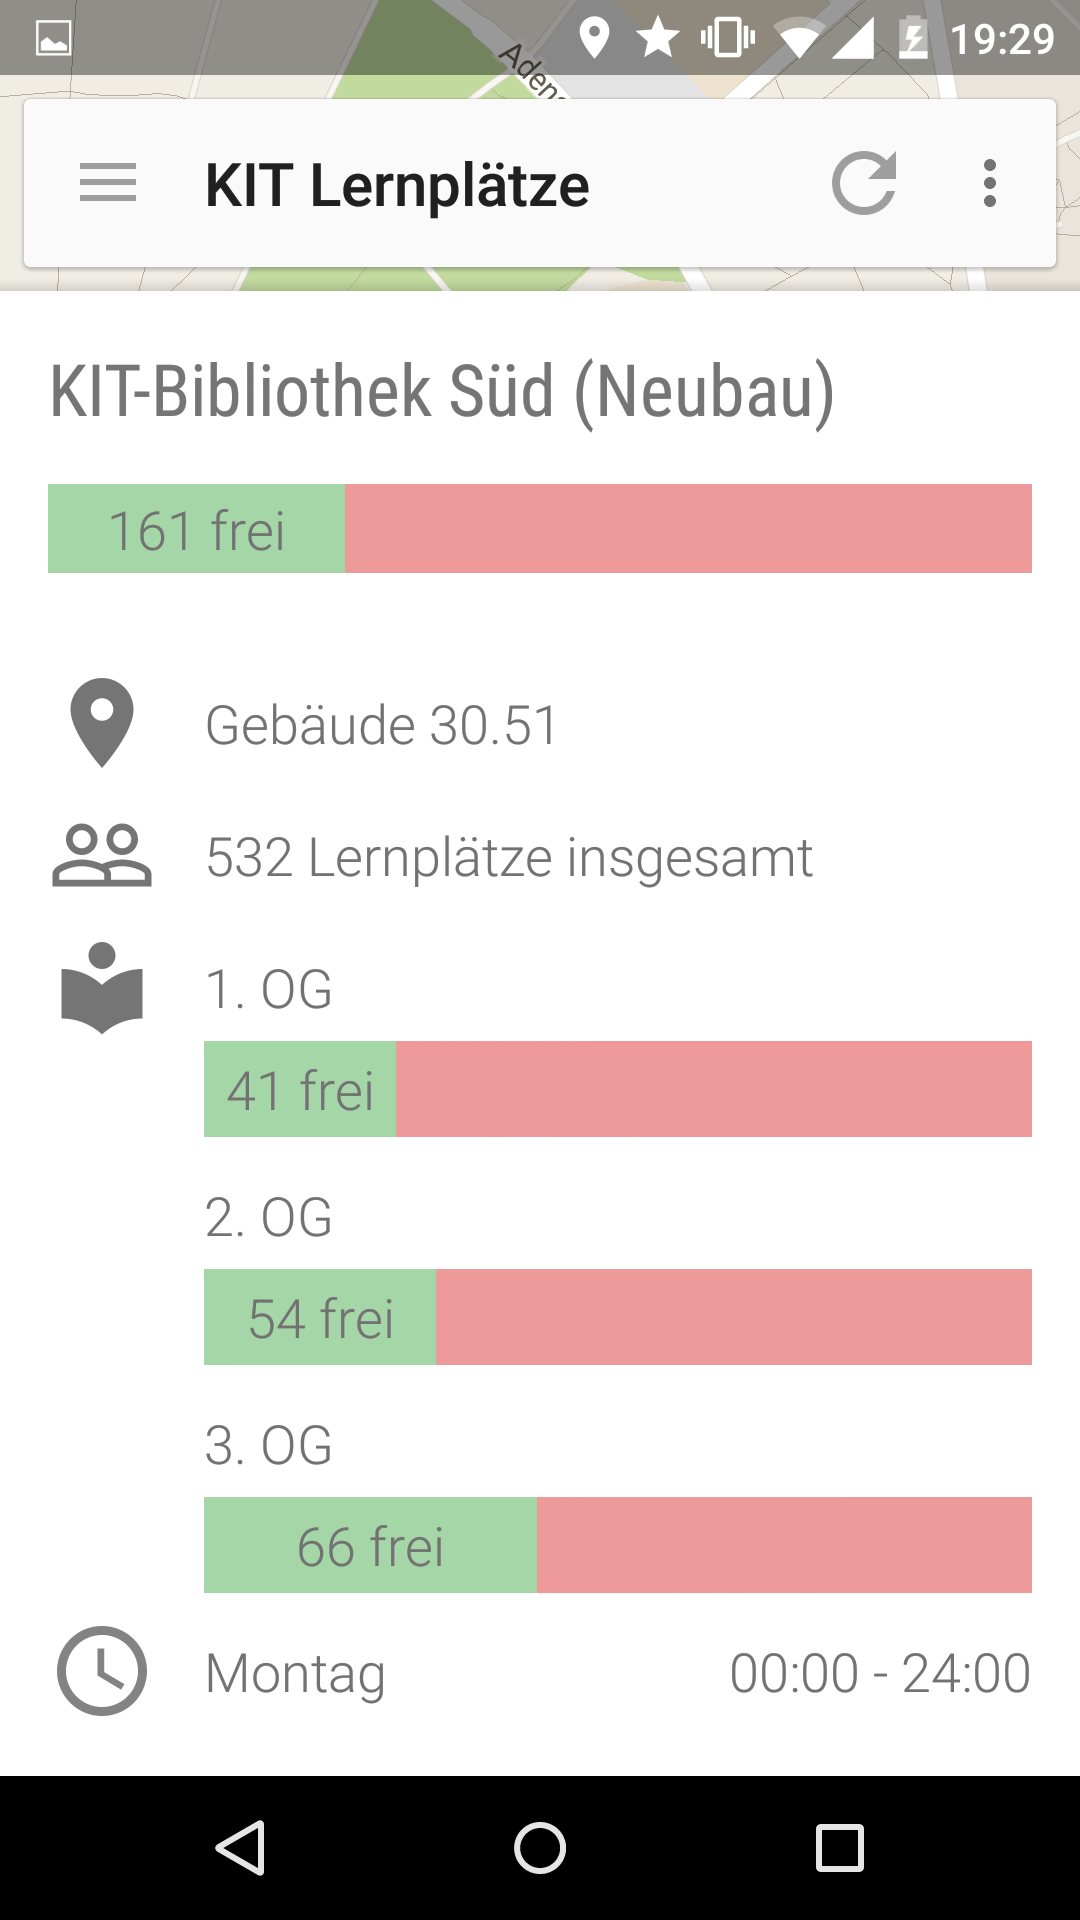 19:29
Adena
KIT Lernplätze
KIT-Bibliothek Süd (Neubau)
161 frei
Gebäude 30.51
532 Lernplätze insgesamt
1. OG
41 frei
2. OG
54 frei
3. OG
66 frei
Montag 00:00 - 24:00